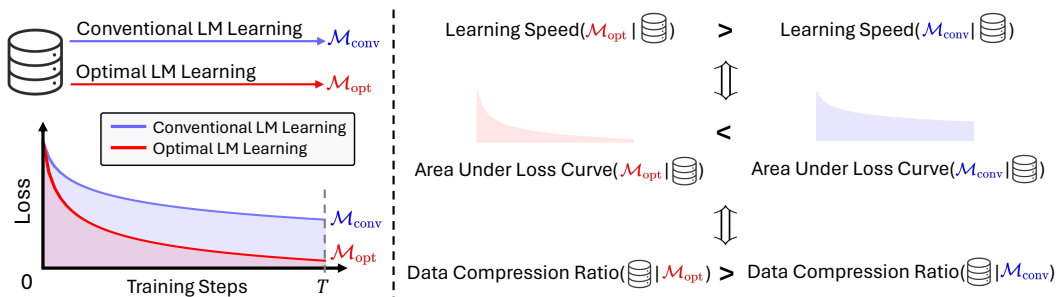 Conventional LM Learning
M_conv
Optimal LM Learning
M_opt
Conventional LM Learning
Optimal LM Learning
Loss
M_conv
M_opt
0
Training Steps
T
Learning Speed(M_opt | ) > Learning Speed(M_conv | )
⇕
<
Area Under Loss Curve(M_opt | ) Area Under Loss Curve(M_conv | )
⇕
Data Compression Ratio( | M_opt) > Data Compression Ratio( | M_conv)